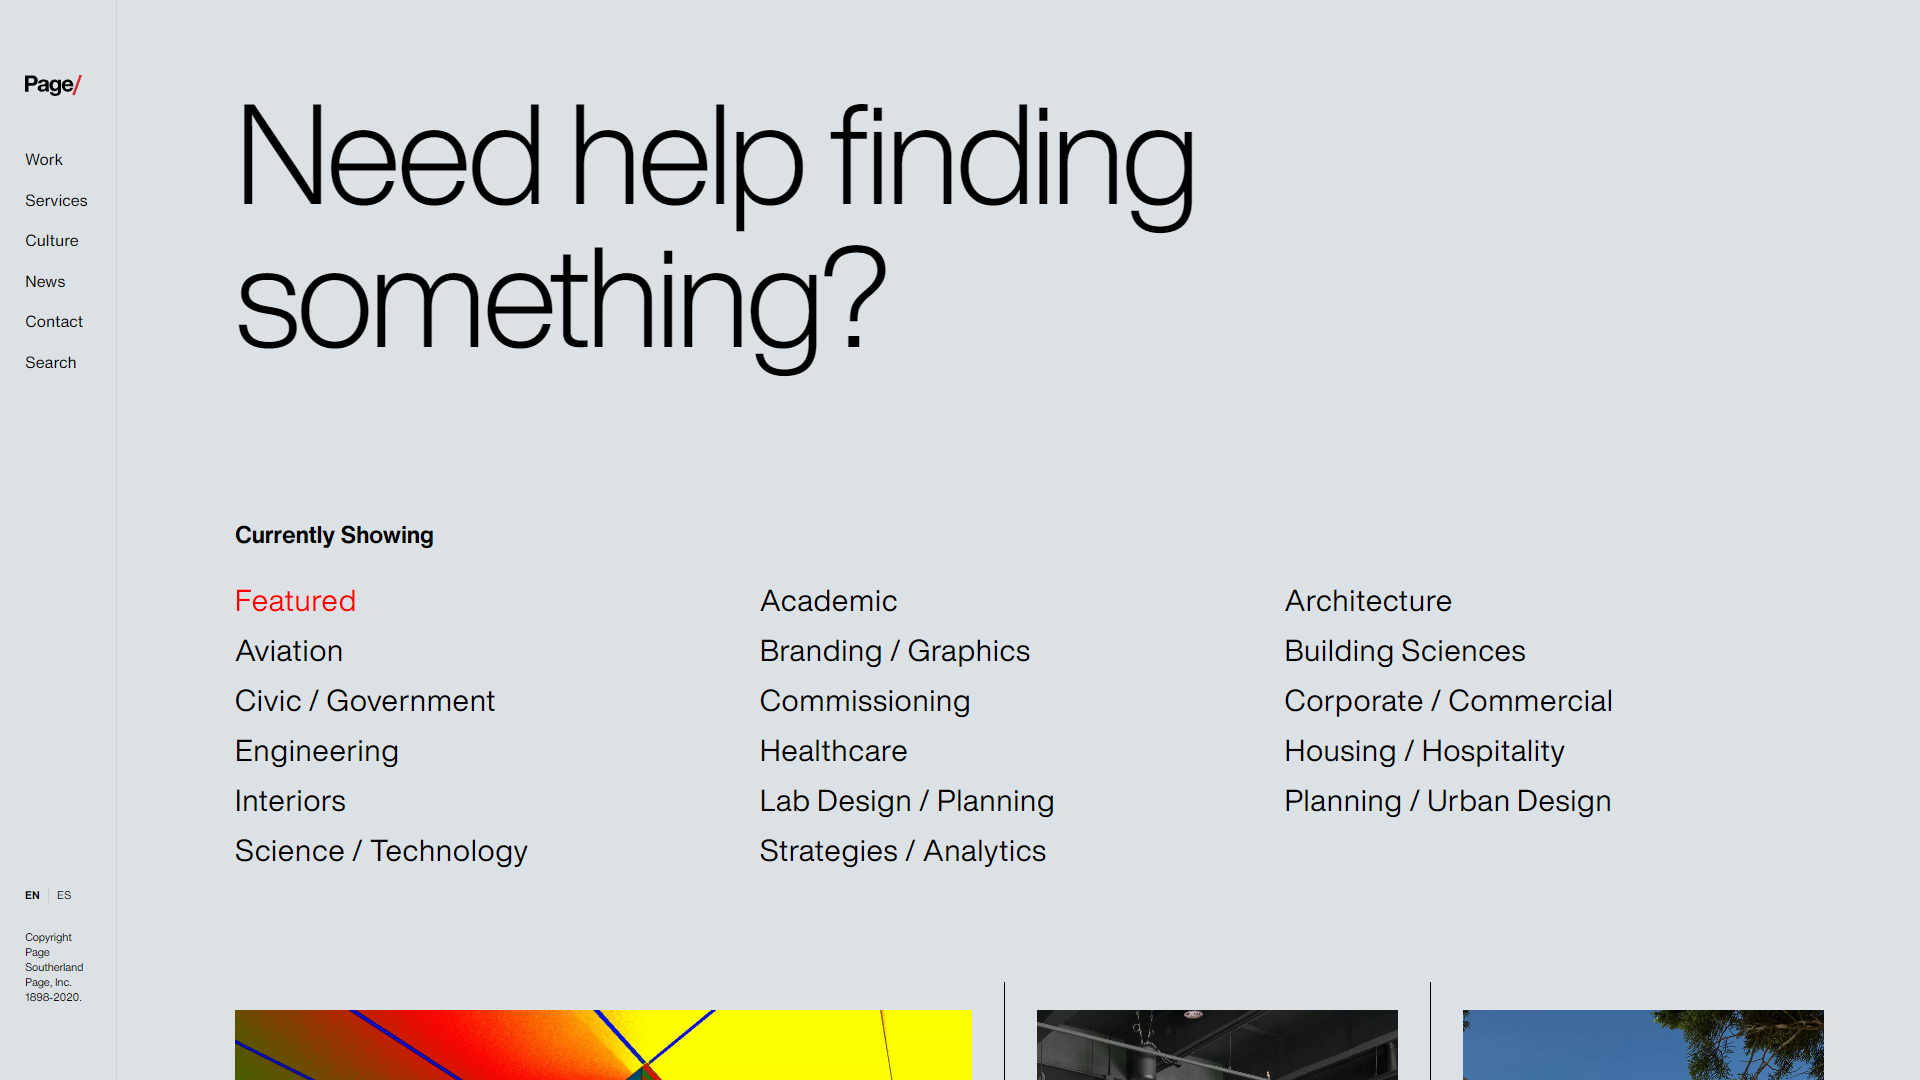 Page/
Work
Services
Culture
News
Contact
Search
EN ES
Copyright
Page
Southerland
Page, Inc.
1898-2020.
Need help finding
something?
Currently Showing
Featured Academic Architecture
Aviation Branding / Graphics Building Sciences
Civic / Government Commissioning Corporate / Commercial
Engineering Healthcare Housing / Hospitality
Interiors Lab Design / Planning Planning / Urban Design
Science / Technology Strategies / Analytics